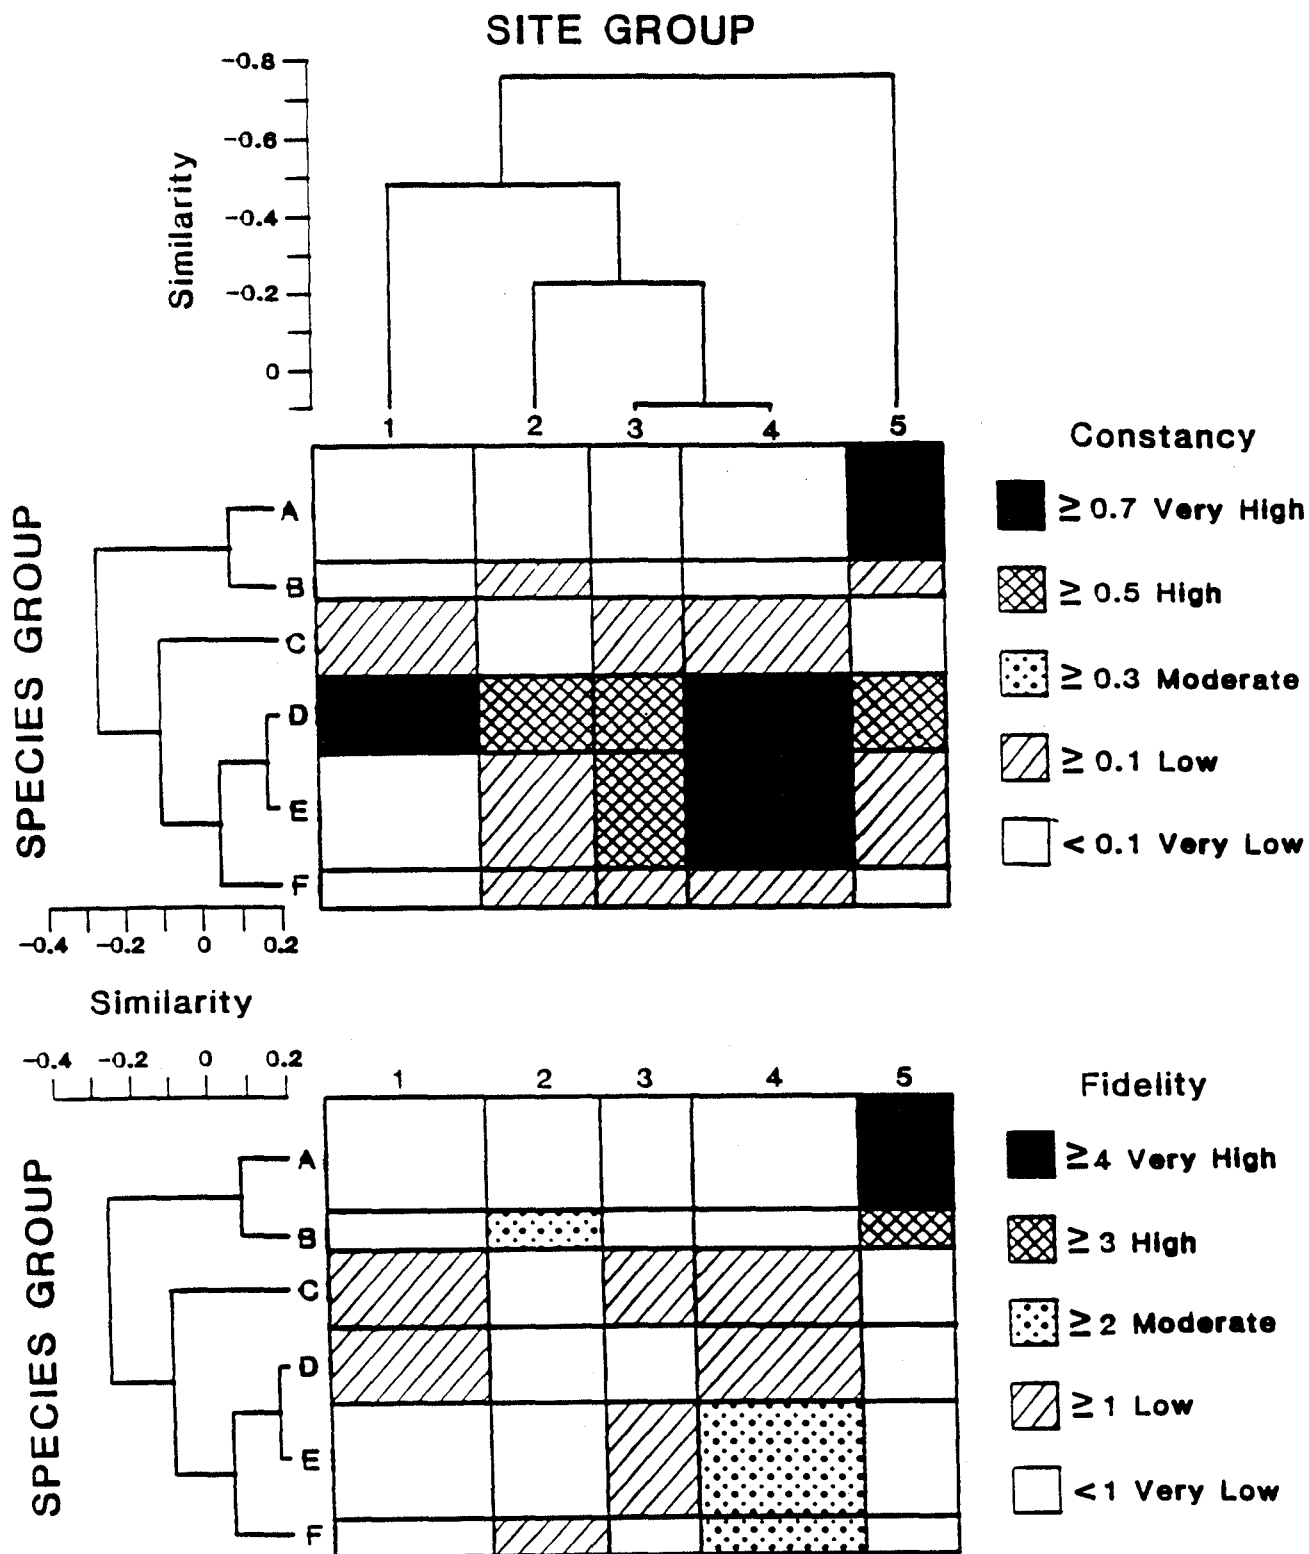 SITE GROUP
-0.8
-0.6
-0.4
-0.2
0
Similarity
1 2 3 4 5
SPECIES GROUP
A
B
C
D
E
F
-0.4 -0.2 0 0.2
Similarity
Constancy
≥ 0.7 Very High
≥ 0.5 High
≥ 0.3 Moderate
≥ 0.1 Low
< 0.1 Very Low
-0.4 -0.2 0 0.2
1 2 3 4 5
SPECIES GROUP
A
B
C
D
E
F
Fidelity
≥4 Very High
≥ 3 High
≥2 Moderate
≥ 1 Low
<1 Very Low